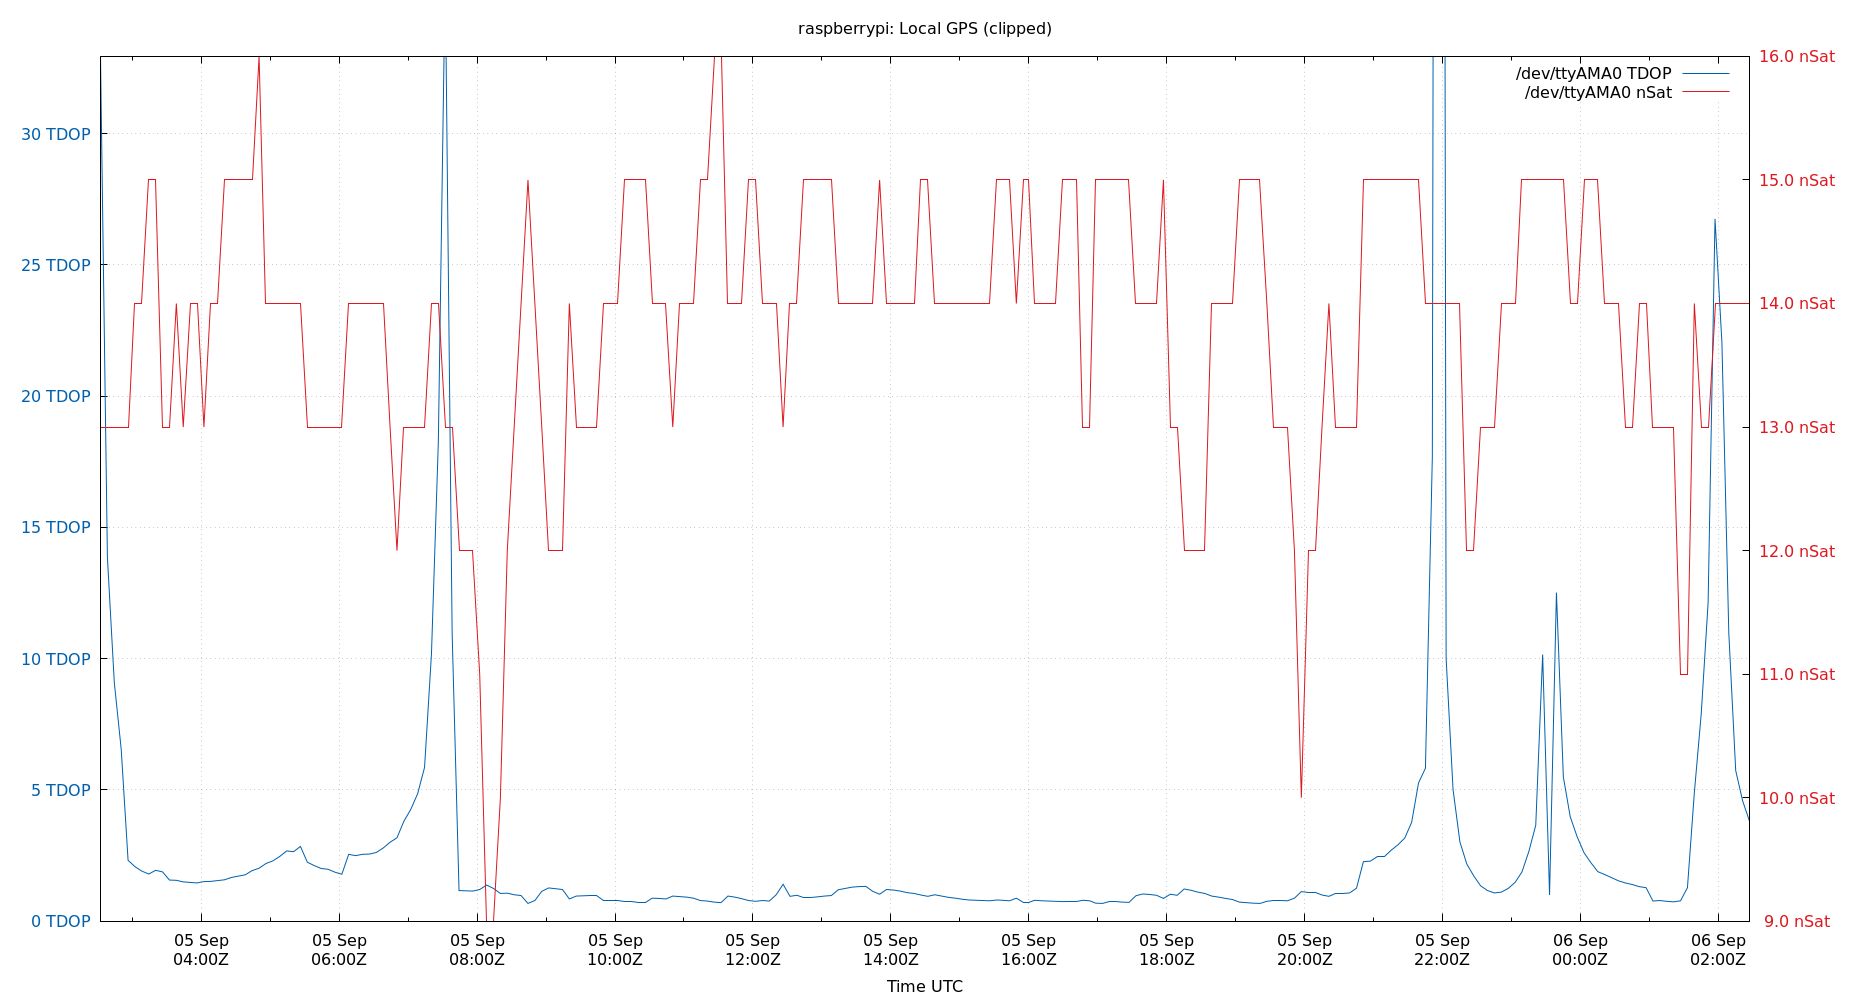 raspberrypi: Local GPS (clipped)
/dev/ttyAMA0 TDOP
/dev/ttyAMA0 nSat
30 TDOP
25 TDOP
20 TDOP
15 TDOP
10 TDOP
5 TDOP
0 TDOP
16.0 nSat
15.0 nSat
14.0 nSat
13.0 nSat
12.0 nSat
11.0 nSat
10.0 nSat
9.0 nSat
05 Sep
04:00Z
05 Sep
06:00Z
05 Sep
08:00Z
05 Sep
10:00Z
05 Sep
12:00Z
05 Sep
14:00Z
05 Sep
16:00Z
05 Sep
18:00Z
05 Sep
20:00Z
05 Sep
22:00Z
06 Sep
00:00Z
06 Sep
02:00Z
Time UTC